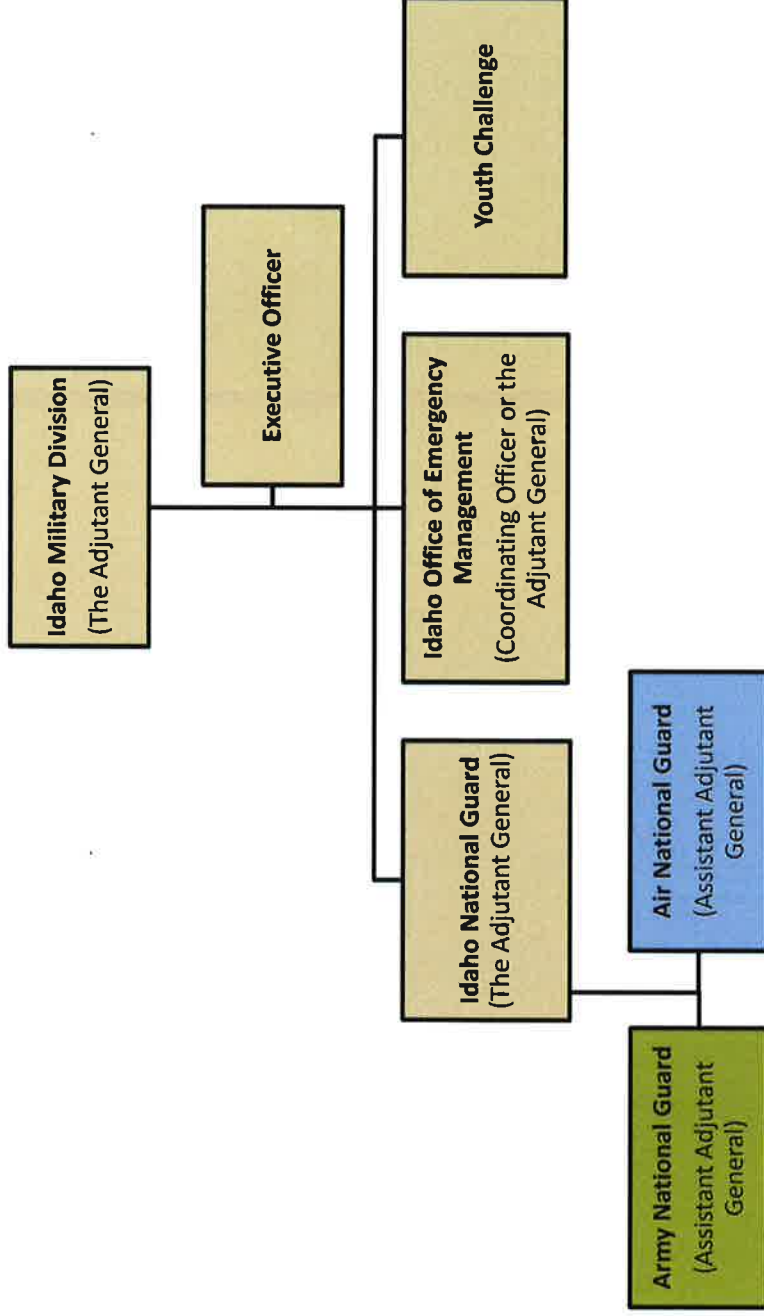 Idaho Military Division
(The Adjutant General)
Executive Officer
Idaho National Guard
(The Adjutant General)
Idaho Office of Emergency
Management
(Coordinating Officer or the
Adjutant General)
Youth Challenge
Army National Guard
(Assistant Adjutant
General)
Air National Guard
(Assistant Adjutant
General)